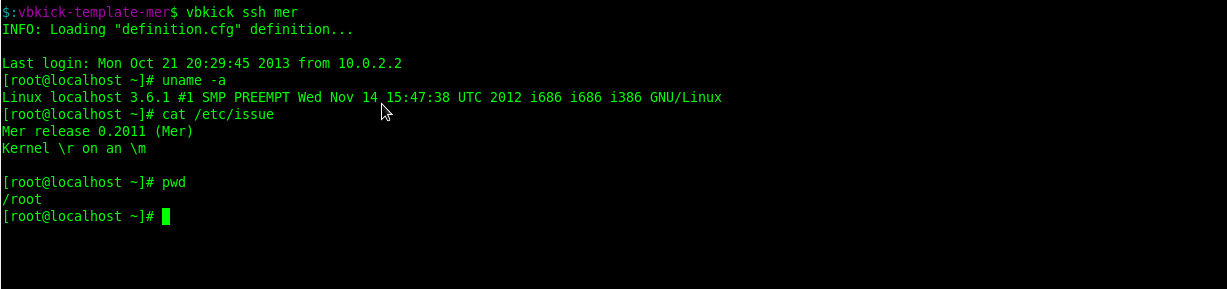 $:vbkick-template-mer$ vbkick ssh mer
INFO: Loading "definition.cfg" definition...
Last login: Mon Oct 21 20:29:45 2013 from 10.0.2.2
[root@localhost ~]# uname -a
Linux localhost 3.6.1 #1 SMP PREEMPT Wed Nov 14 15:47:38 UTC 2012 i686 i686 i386 GNU/Linux
[root@localhost ~]# cat /etc/issue
Mer release 0.2011 (Mer)
Kernel \r on an \m
[root@localhost ~]# pwd
/root
[root@localhost ~]#